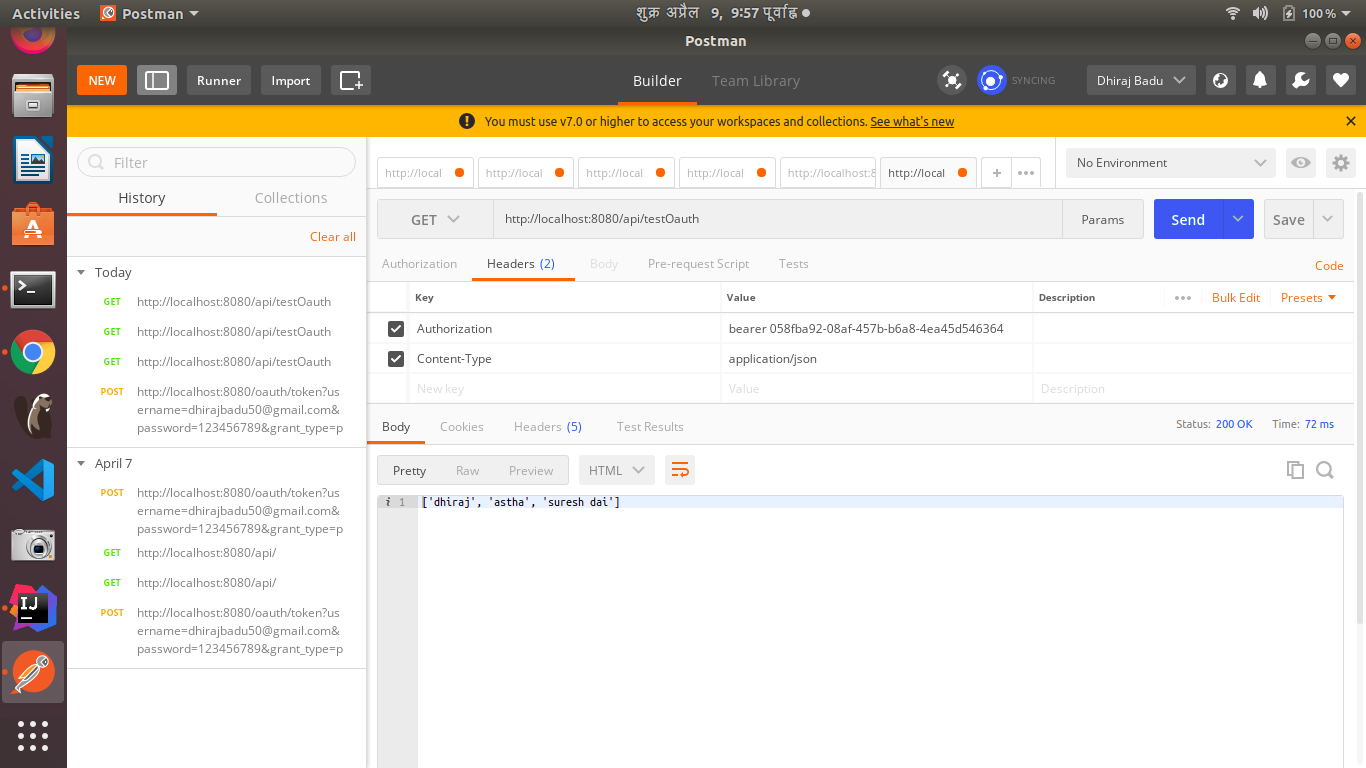 Activities Postman शुक्र अप्रैल 9, 9:57 पूर्वाह्न 100 %
Postman
NEW Runner Import Builder Team Library SYNCING Dhiraj Badu
You must use v7.0 or higher to access your workspaces and collections. See what's new
Filter
History Collections
Clear all
Today
GET http://localhost:8080/api/testOauth
GET http://localhost:8080/api/testOauth
GET http://localhost:8080/api/testOauth
POST http://localhost:8080/oauth/token?us
ername=dhirajbadu50@gmail.com&
password=123456789&grant_type=p
April 7
POST http://localhost:8080/oauth/token?us
ername=dhirajbadu50@gmail.com&
password=123456789&grant_type=p
GET http://localhost:8080/api/
GET http://localhost:8080/api/
POST http://localhost:8080/oauth/token?us
ername=dhirajbadu50@gmail.com&
password=123456789&grant_type=p
http://local http://local http://local http://local http://localhost:8 http://local + ••• No Environment
GET http://localhost:8080/api/testOauth Params Send Save
Authorization Headers (2) Body Pre-request Script Tests Code
Key Value Description ••• Bulk Edit Presets
Authorization bearer 058fba92-08af-457b-b6a8-4ea45d546364
Content-Type application/json
New key Value Description
Body Cookies Headers (5) Test Results Status: 200 OK Time: 72 ms
Pretty Raw Preview HTML
i 1 ['dhiraj', 'astha', 'suresh dai']